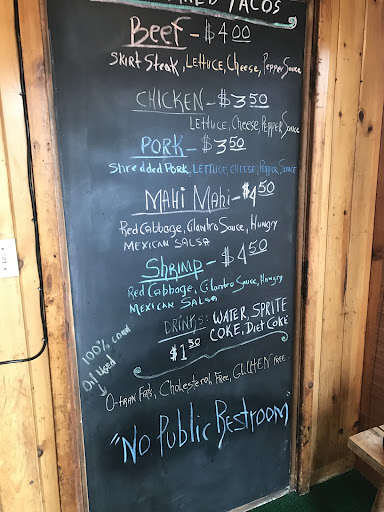 TACOS
Beef - $4.00
Skirt Steak, Lettuce, Cheese, Pepper Sauce
CHICKEN - $3.50
Lettuce, Cheese, Pepper Sauce
PORK - $3.50
Shredded Pork, Lettuce, Cheese, Pepper Sauce
MAHI MAHI - $4.50
Red Cabbage, Cilantro Sauce, Hungry
MEXICAN SALSA
Shrimp - $4.50
Red Cabbage, Cilantro Sauce, Hungry
MEXICAN SALSA
DRINKS: WATER, SPRITE
$1.50 COKE, Diet Coke
100% corn
Oil Used
O-tran Fats, Cholesterol Free, GLUTEN free
"No Public Restroom"